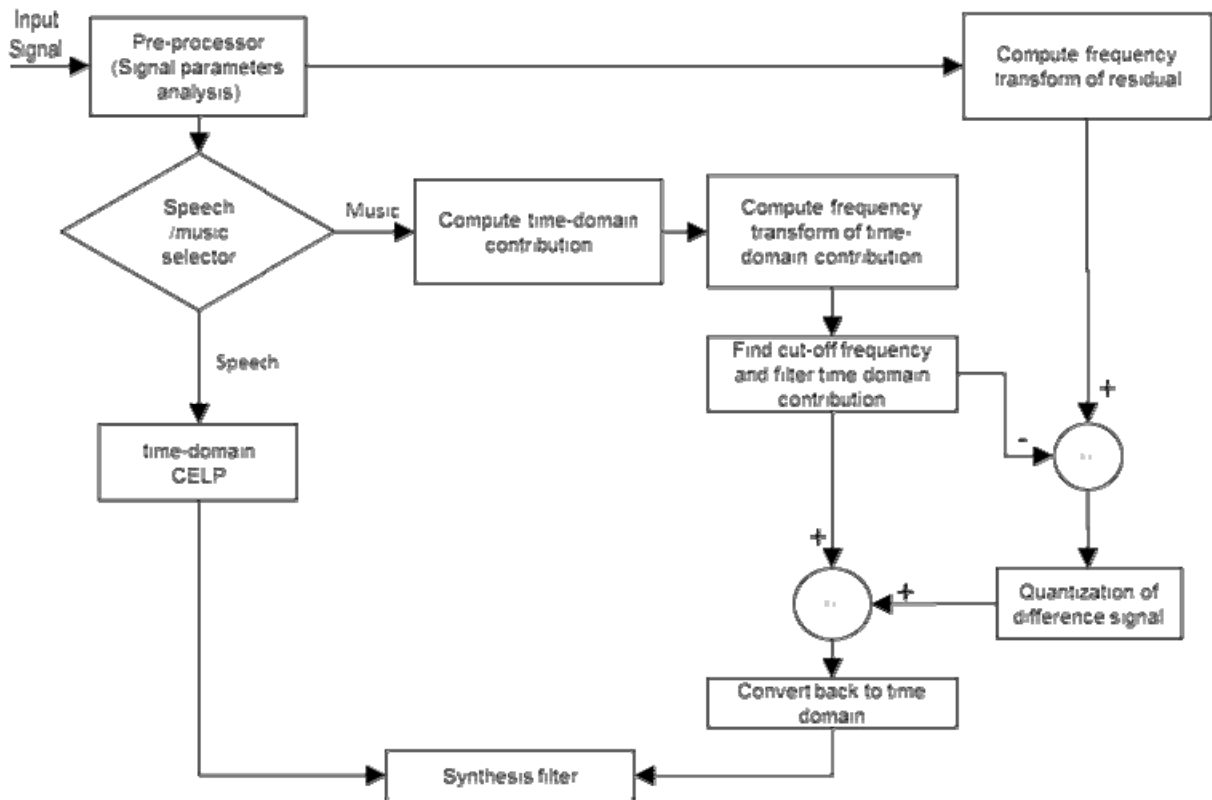 Input
Signal
Pre-processor
(Signal parameters
analysis)
Compute frequency
transform of residual
Speech
/music
selector
Music
Compute time-domain
contribution
Compute frequency
transform of time-
domain contribution
Speech
Find cut-off frequency
and filter time domain
contribution
+
-
time-domain
CELP
+
+
Quantization of
difference signal
Convert back to time
domain
Synthesis filter